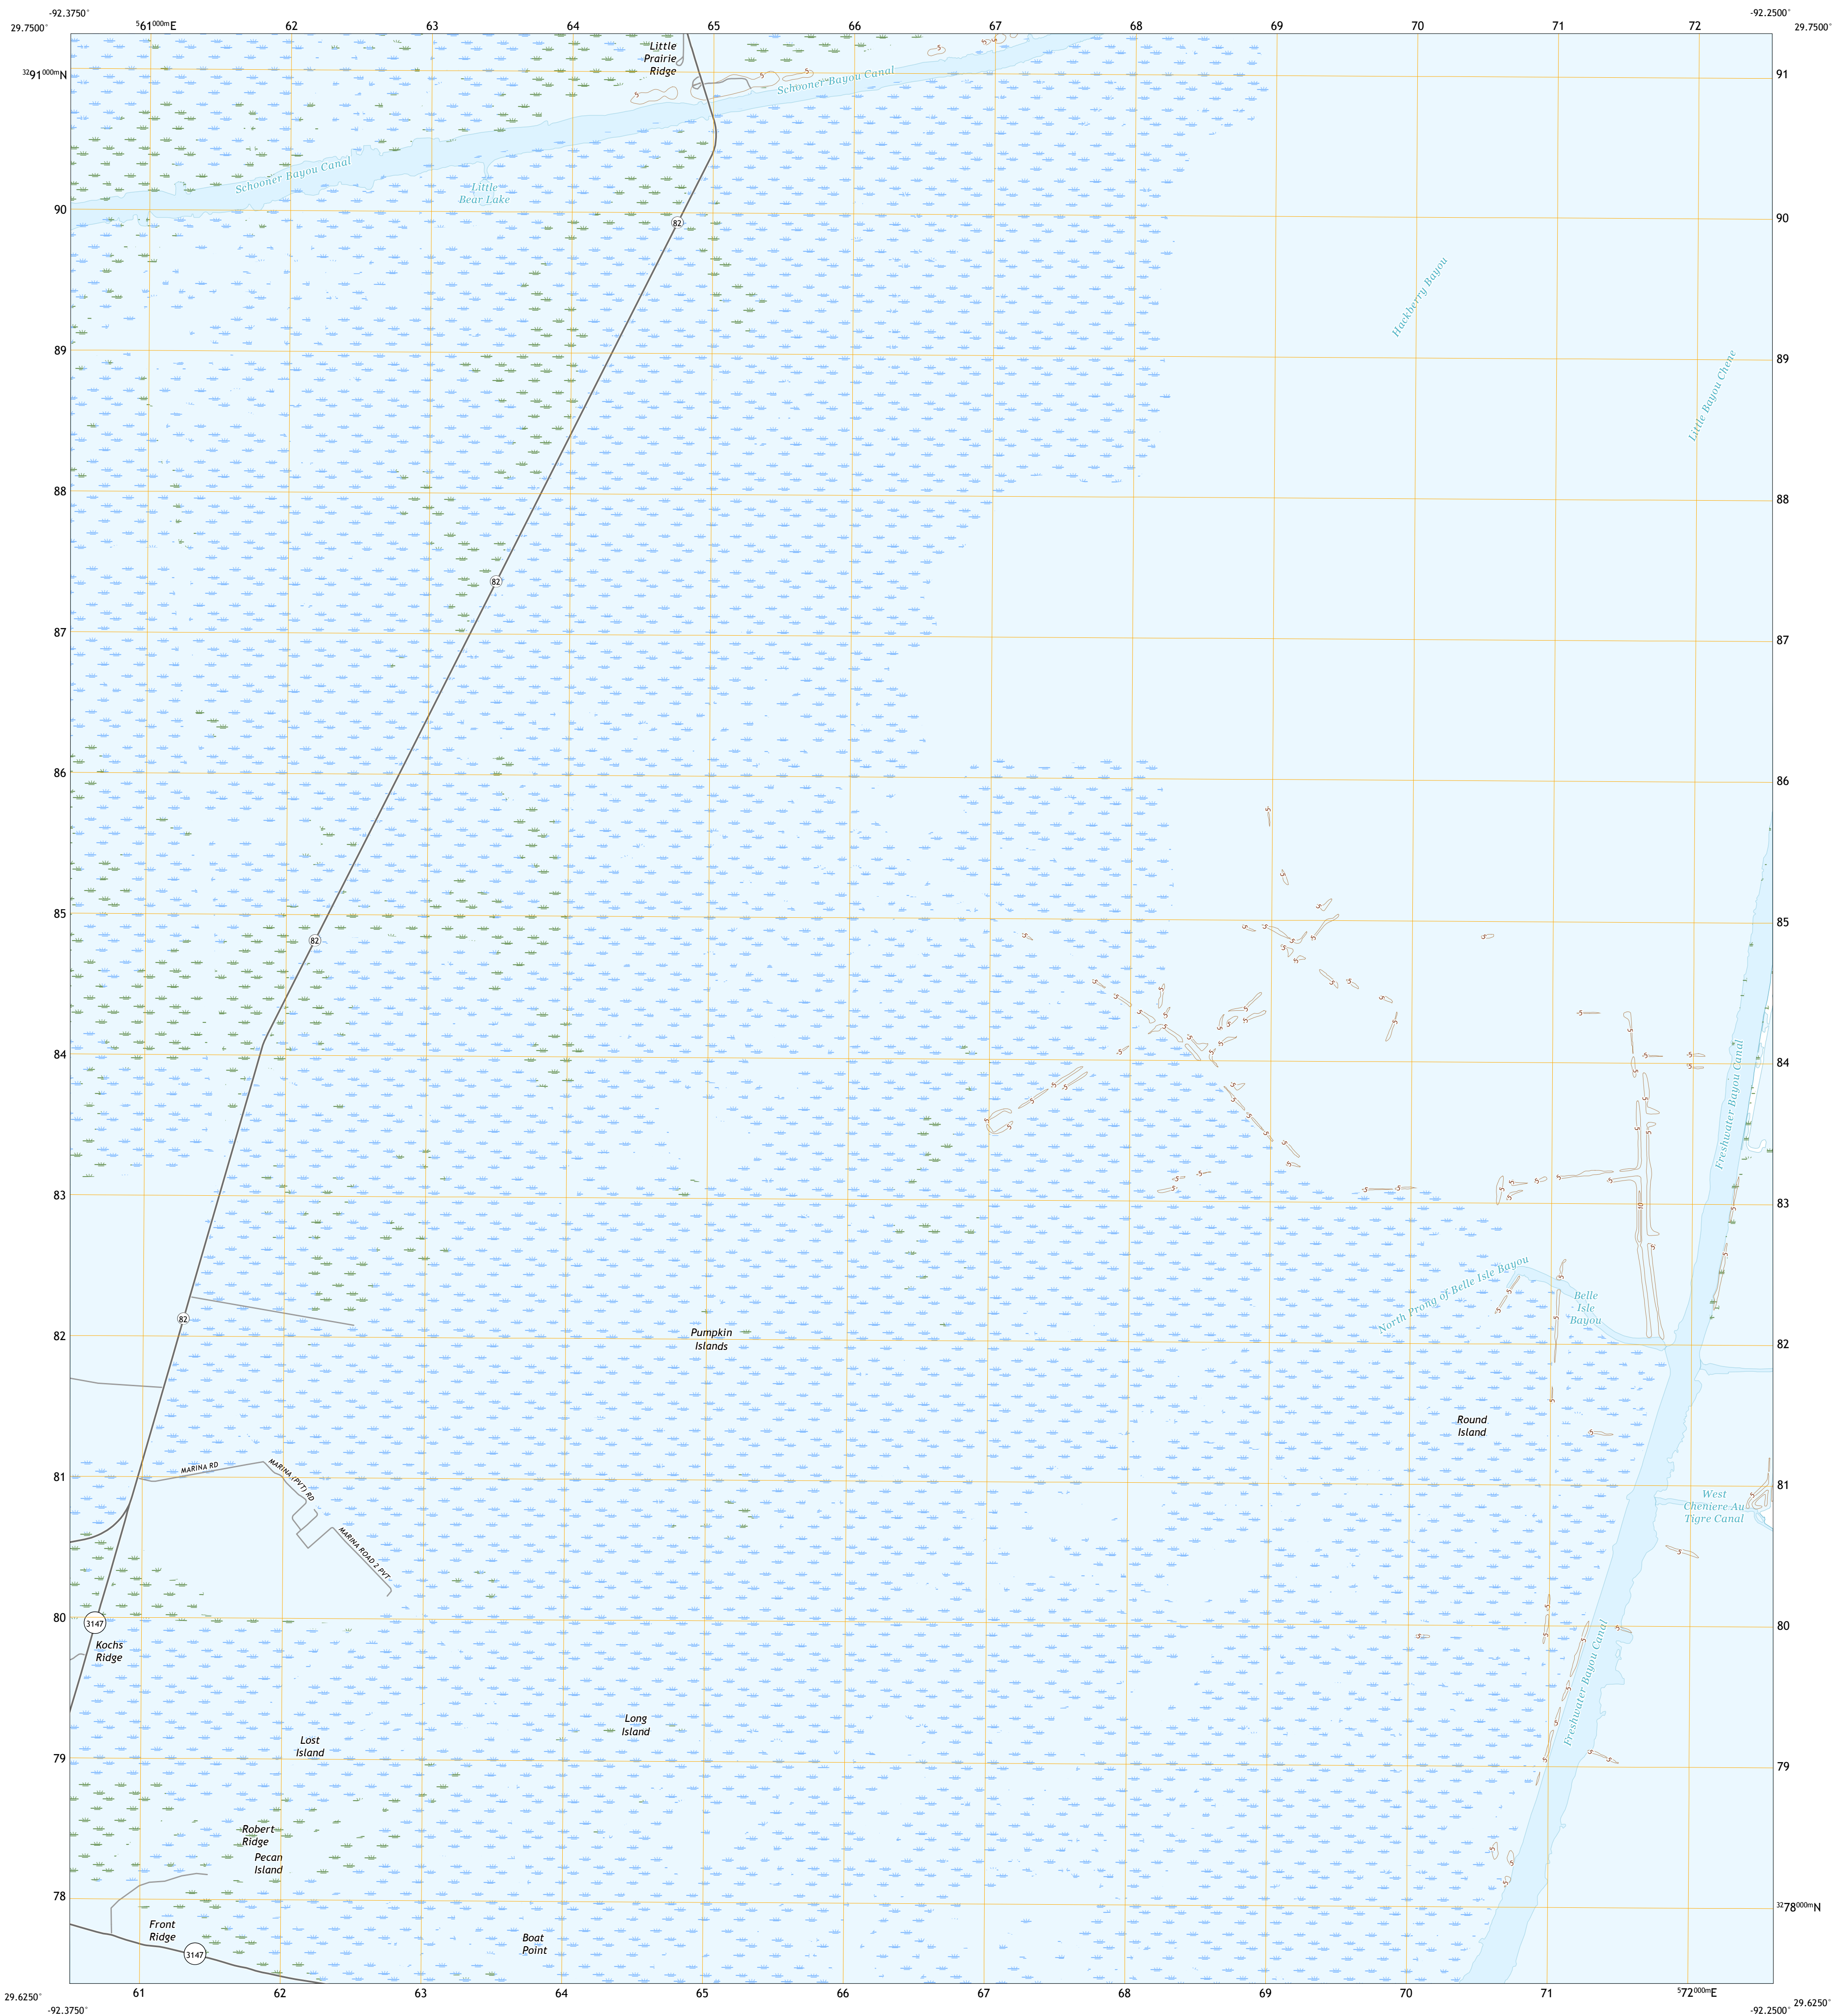 -92.3750°
-92.2500°
29.7500°
⁵61⁰⁰⁰ᵐE
62
63
64
65
66
67
68
69
70
71
72
29.7500°
³²91⁰⁰⁰ᵐN
91
Little
Prairie
Ridge
Schooner Bayou Canal
Schooner Bayou Canal
Little
Bear Lake
90
90
82
Hackberry Bayou
89
89
Little Bayou Chene
88
88
82
87
87
86
86
85
85
82
84
84
Freshwater Bayou Canal
83
83
10
North Prong of Belle Isle Bayou
Belle
Isle
Bayou
82
Pumpkin
Islands
82
82
Round
Island
MARINA RD
MARINA (PVT) RD
81
81
West
Cheniere Au
Tigre Canal
MARINA ROAD 2 PVT
80
80
3147
Kochs
Ridge
Freshwater Bayou Canal
Long
Island
Lost
Island
79
79
Robert
Ridge
Pecan
Island
78
³²78⁰⁰⁰ᵐN
Front
Ridge
Boat
Point
3147
29.6250°
61
62
63
64
65
66
67
68
69
70
71
⁵72⁰⁰⁰ᵐE
29.6250°
-92.3750°
-92.2500°